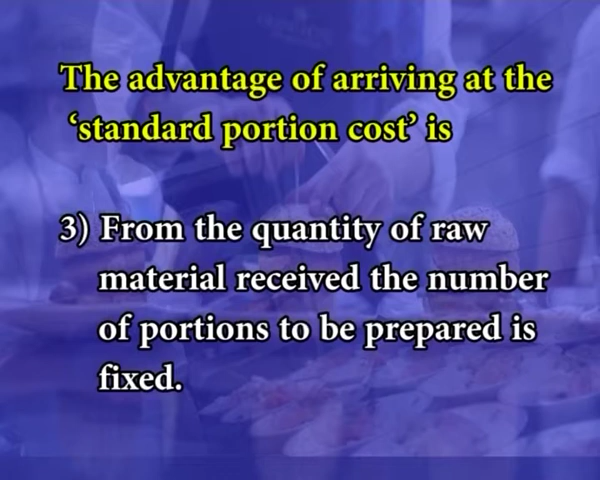 The advantage of arriving at the
‘standard portion cost’ is
3) From the quantity of raw
material received the number
of portions to be prepared is
fixed.